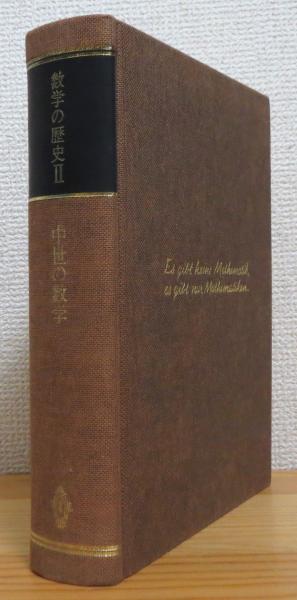 数学の歴史II
中世の数学
Es gibt keine Mathematik,
es gibt nur Mathematiker.